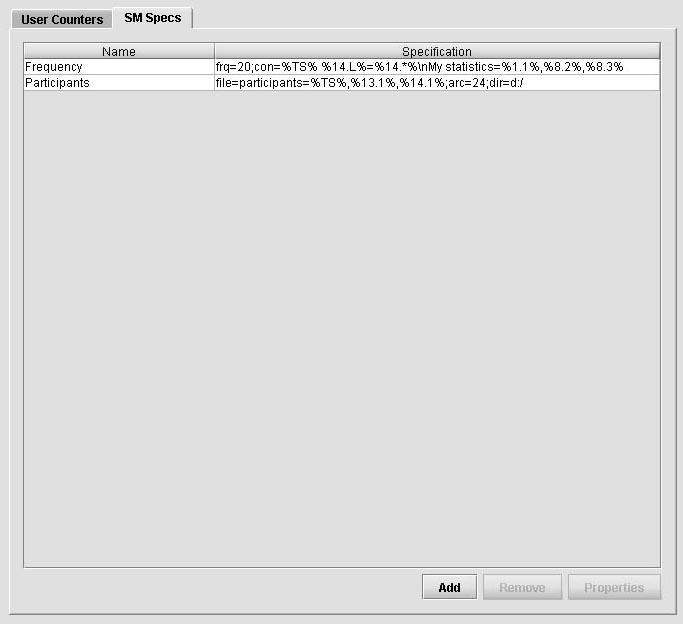 User Counters SM Specs
Name Specification
Frequency frq=20;con=%TS% %14.L%=%14.*%\nMy statistics=%1.1%,%8.2%,%8.3%
Participants file=participants=%TS%,%13.1%,%14.1%;arc=24;dir=d:/
Add Remove Properties